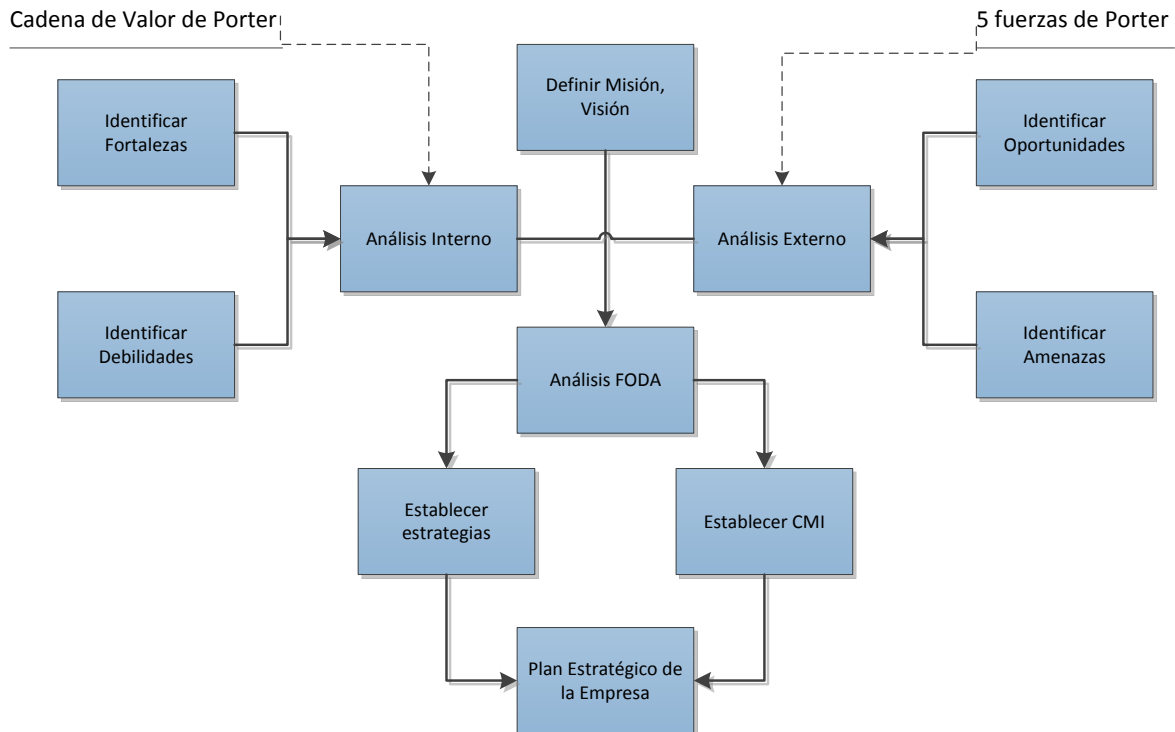 Cadena de Valor de Porter
5 fuerzas de Porter
Definir Misión,
Visión
Identificar
Fortalezas
Identificar
Oportunidades
Análisis Interno
Análisis Externo
Identificar
Debilidades
Identificar
Amenazas
Análisis FODA
Establecer
estrategias
Establecer CMI
Plan Estratégico de
la Empresa